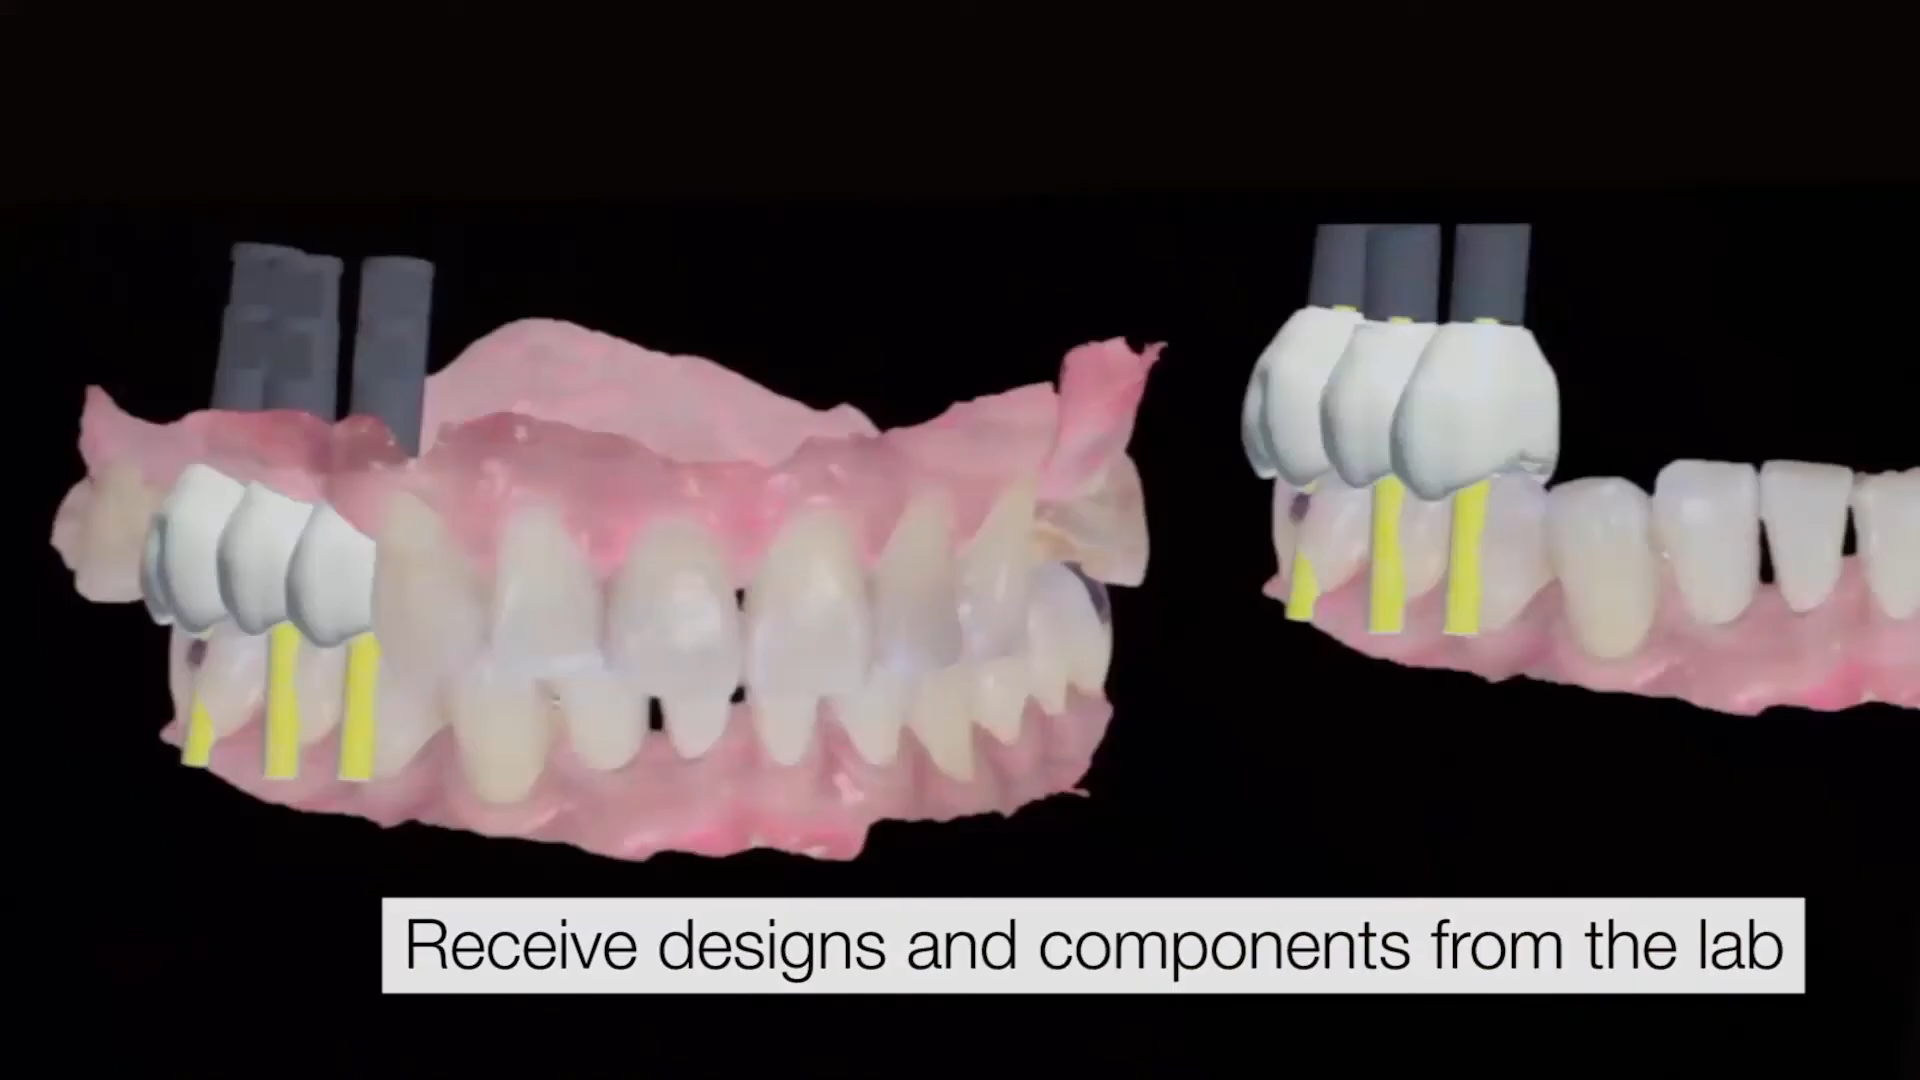 Receive designs and components from the lab